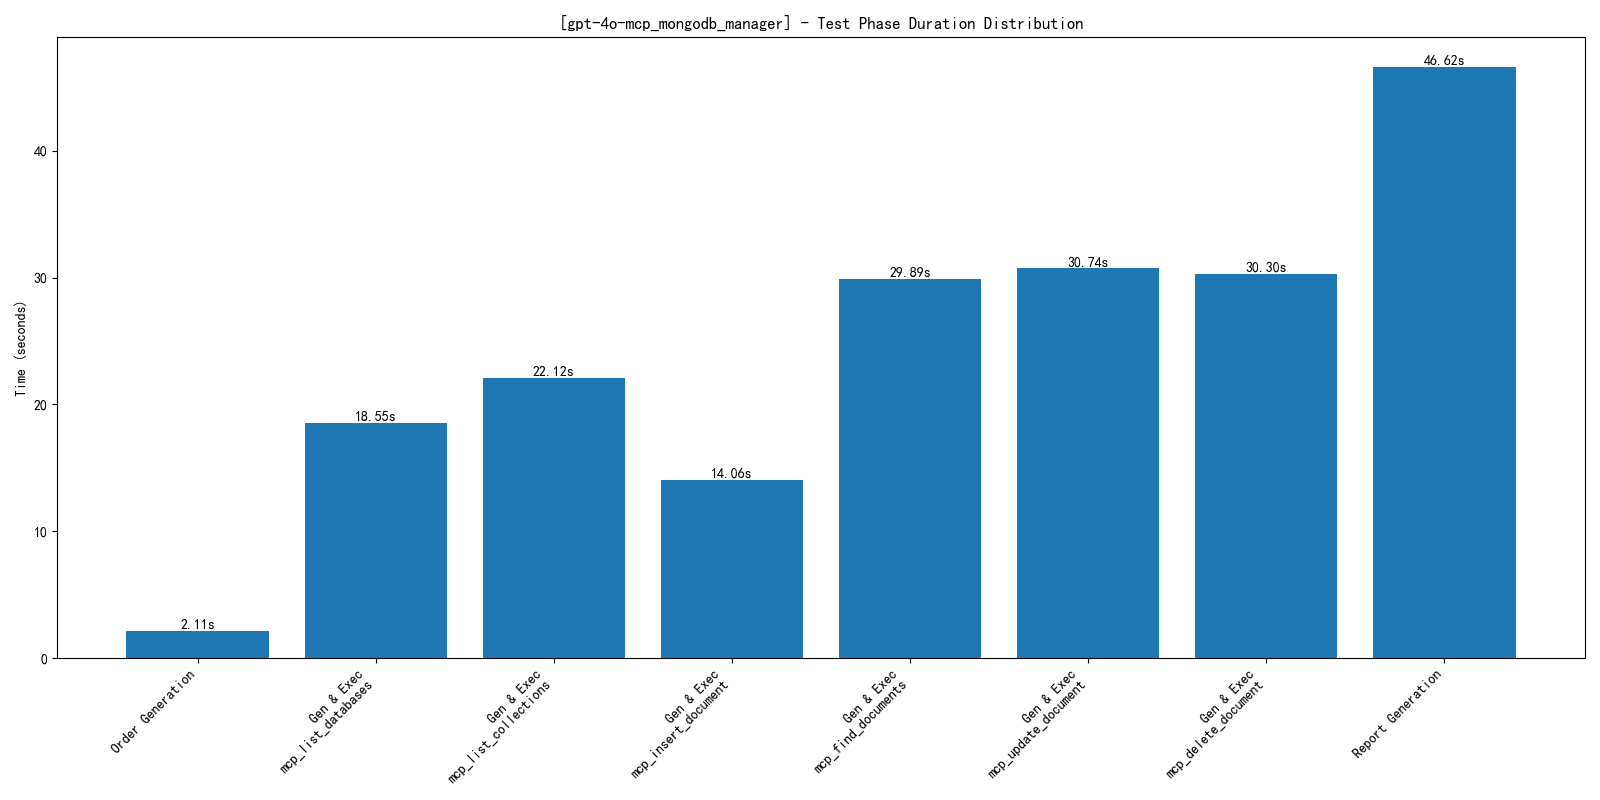 [gpt-4o-mcp_mongodb_manager] - Test Phase Duration Distribution
Time (seconds)
40
30
20
10
0
2.11s
18.55s
22.12s
14.06s
29.89s
30.74s
30.30s
46.62s
Order Generation
Gen & Exec
mcp_list_databases
Gen & Exec
mcp_list_collections
Gen & Exec
mcp_insert_document
Gen & Exec
mcp_find_documents
Gen & Exec
mcp_update_document
Gen & Exec
mcp_delete_document
Report Generation